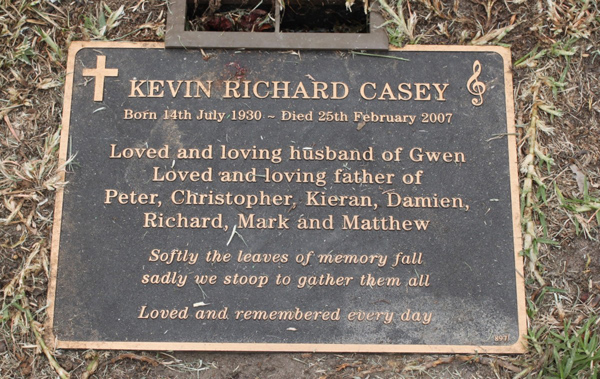 KEVIN RICHARD CASEY
Born 14th July 1930 ~ Died 25th February 2007
Loved and loving husband of Gwen
Loved and loving father of
Peter, Christopher, Kieran, Damien,
Richard, Mark and Matthew
Softly the leaves of memory fall
sadly we stoop to gather them all
Loved and remembered every day